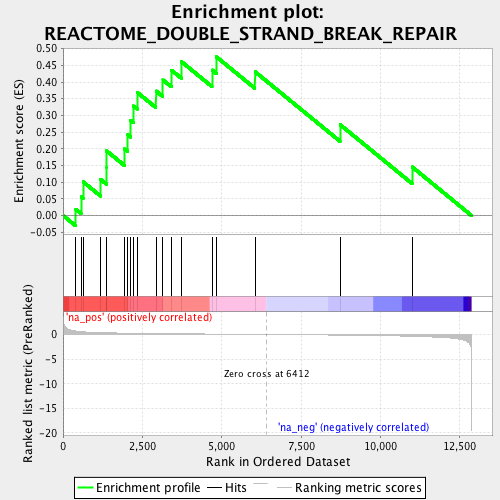 Enrichment plot:
REACTOME_DOUBLE_STRAND_BREAK_REPAIR
Enrichment score (ES)
0.50
0.45
0.40
0.35
0.30
0.25
0.20
0.15
0.10
0.05
0.00
-0.05
'na_pos' (positively correlated)
Ranked list metric (PreRanked)
0
-5
-10
-15
-20
Zero cross at 6412
'na_neg' (negatively correlated)
0
2,500
5,000
7,500
10,000
12,500
Rank in Ordered Dataset
Enrichment profile
Hits
Ranking metric scores